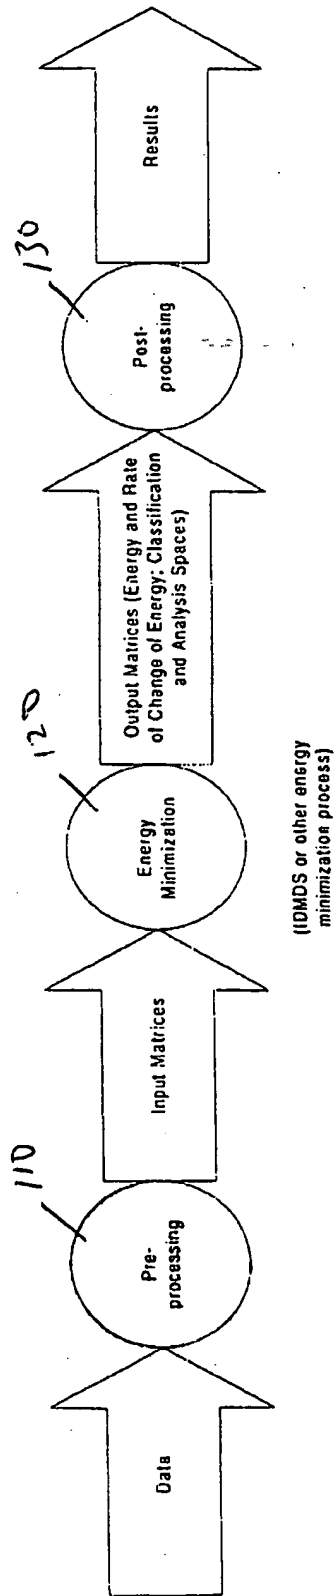 Data
110
Pre-
processing
Input Matrices
120
Energy
Minimization
(IDMDS or other energy
minimization process)
Output Matrices (Energy and Rate
of Change of Energy; Classification
and Analysis Spaces)
130
Post-
processing
Results